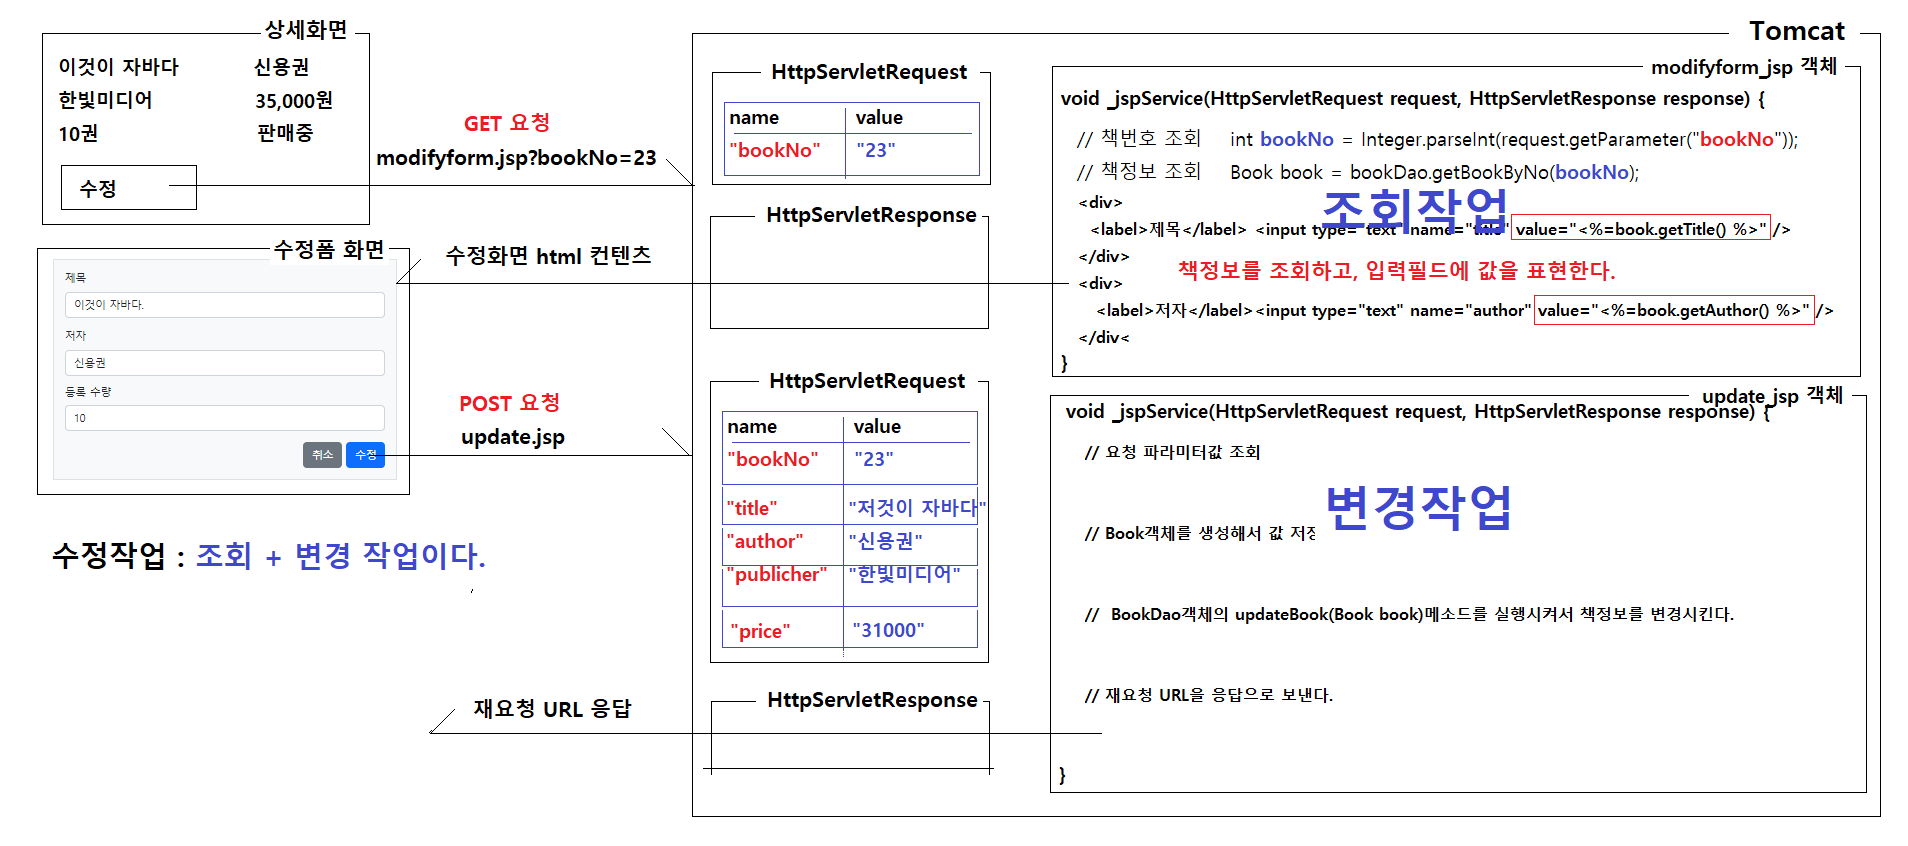 상세화면
이것이 자바다 신용권
한빛미디어 35,000원
10권 판매중
수정
GET 요청
modifyform.jsp?bookNo=23
수정폼 화면
제목
이것이 자바다.
저자
신용권
등록 수량
10
취소 수정
수정화면 html 컨텐츠
POST 요청
update.jsp
수정작업 : 조회 + 변경 작업이다.
재요청 URL 응답
Tomcat
HttpServletRequest
name value
"bookNo" "23"
HttpServletResponse
HttpServletRequest
name value
"bookNo" "23"
"title" "저것이 자바다"
"author" "신용권"
"publicher" "한빛미디어"
"price" "31000"
HttpServletResponse
modifyform_jsp 객체
void _jspService(HttpServletRequest request, HttpServletResponse response) {
// 책번호 조회 int bookNo = Integer.parseInt(request.getParameter("bookNo"));
// 책정보 조회 Book book = bookDao.getBookByNo(bookNo);
조회작업
<div>
<label>제목</label> <input type="text" name="title" value="<%=book.getTitle() %>" />
</div>
책정보를 조회하고, 입력필드에 값을 표현한다.
<div>
<label>저자</label><input type="text" name="author" value="<%=book.getAuthor() %>" />
</div<
}
update_jsp 객체
void _jspService(HttpServletRequest request, HttpServletResponse response) {
// 요청 파라미터값 조회
변경작업
// Book객체를 생성해서 값 저장
// BookDao객체의 updateBook(Book book)메소드를 실행시켜서 책정보를 변경시킨다.
// 재요청 URL을 응답으로 보낸다.
}